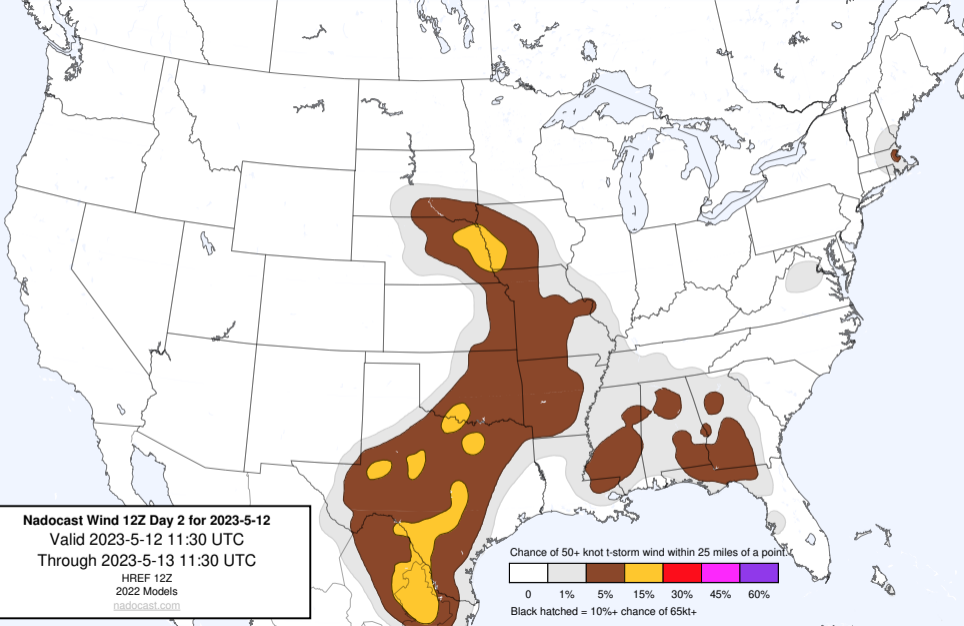 Nadocast Wind 12Z Day 2 for 2023-5-12
Valid 2023-5-12 11:30 UTC
Through 2023-5-13 11:30 UTC
HREF 12Z
2022 Models
nadocast.com
Chance of 50+ knot t-storm wind within 25 miles of a point.
0 1% 5% 15% 30% 45% 60%
Black hatched = 10%+ chance of 65kt+